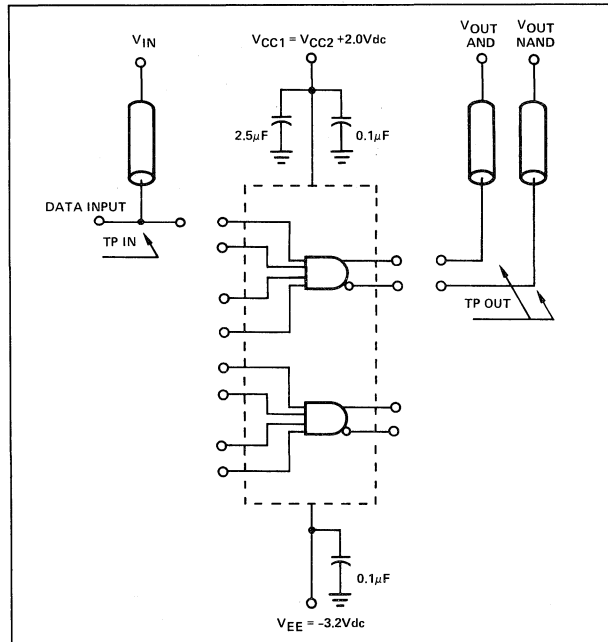 V_IN
V_CC1 = V_CC2 +2.0Vdc
V_OUT
AND
V_OUT
NAND
2.5μF
0.1μF
DATA INPUT
TP IN
TP OUT
0.1μF
V_EE = -3.2Vdc